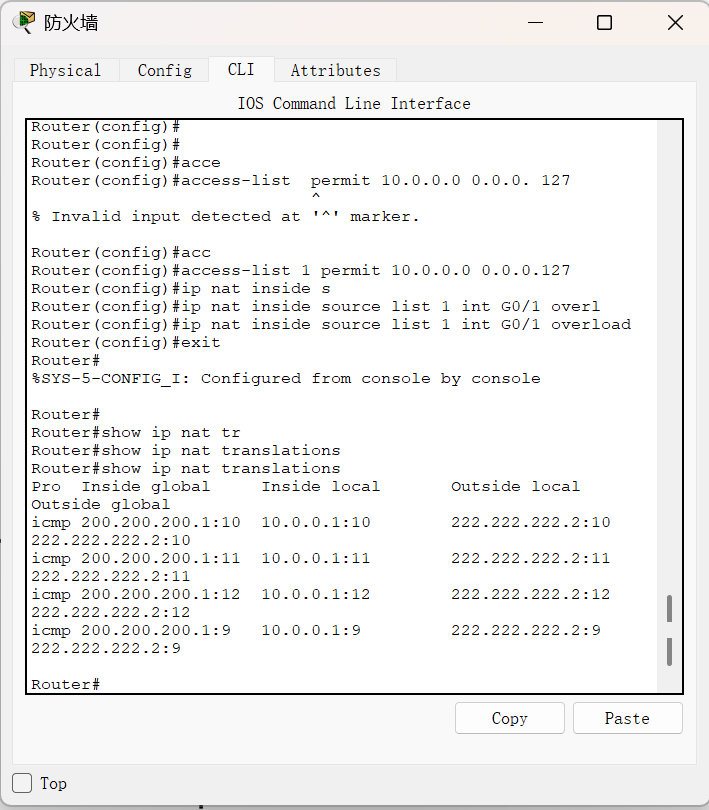 防火墙
Physical Config CLI Attributes
IOS Command Line Interface
Router(config)#
Router(config)#
Router(config)#acce
Router(config)#access-list  permit 10.0.0.0 0.0.0. 127
^
% Invalid input detected at '^' marker.
Router(config)#acc
Router(config)#access-list 1 permit 10.0.0.0 0.0.0.127
Router(config)#ip nat inside s
Router(config)#ip nat inside source list 1 int G0/1 overl
Router(config)#ip nat inside source list 1 int G0/1 overload
Router(config)#exit
Router#
%SYS-5-CONFIG_I: Configured from console by console
Router#
Router#show ip nat tr
Router#show ip nat translations
Router#show ip nat translations
Pro  Inside global     Inside local       Outside local
Outside global
icmp 200.200.200.1:10  10.0.0.1:10        222.222.222.2:10
222.222.222.2:10
icmp 200.200.200.1:11  10.0.0.1:11        222.222.222.2:11
222.222.222.2:11
icmp 200.200.200.1:12  10.0.0.1:12        222.222.222.2:12
222.222.222.2:12
icmp 200.200.200.1:9   10.0.0.1:9         222.222.222.2:9
222.222.222.2:9
Router#
Copy Paste
Top